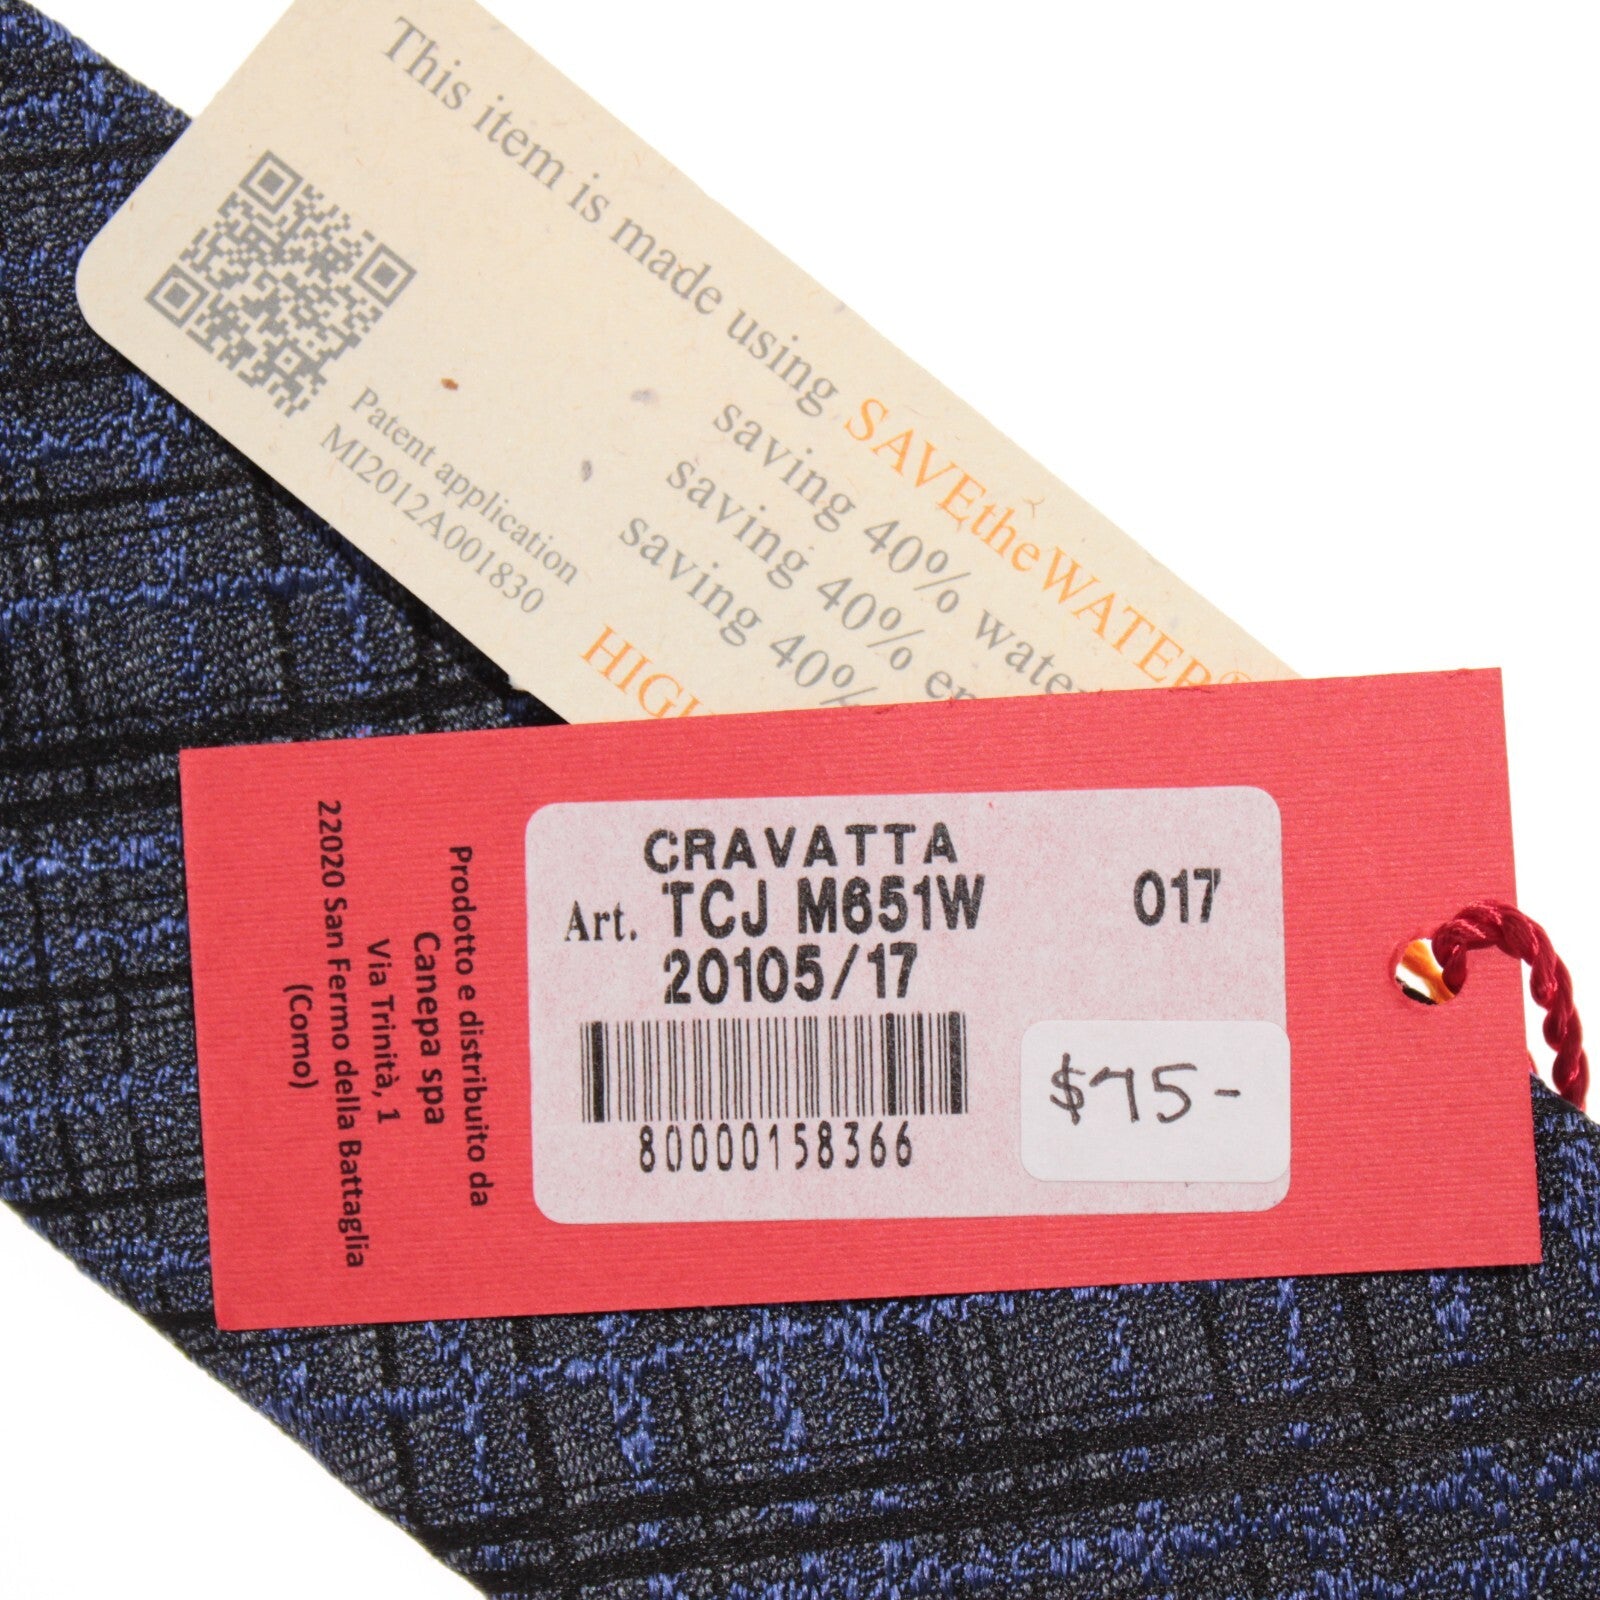 This item is made using SAVEtheWATER®
saving 40% water
saving 40%
saving 40%
Patent application
MI2012A001830
Prodotto e distribuito da
Canepa spa
Via Trinità, 1
22020 San Fermo della Battaglia
(Como)
CRAVATTA
Art. TCJ M651W 017
20105/17
80000158366
$75-